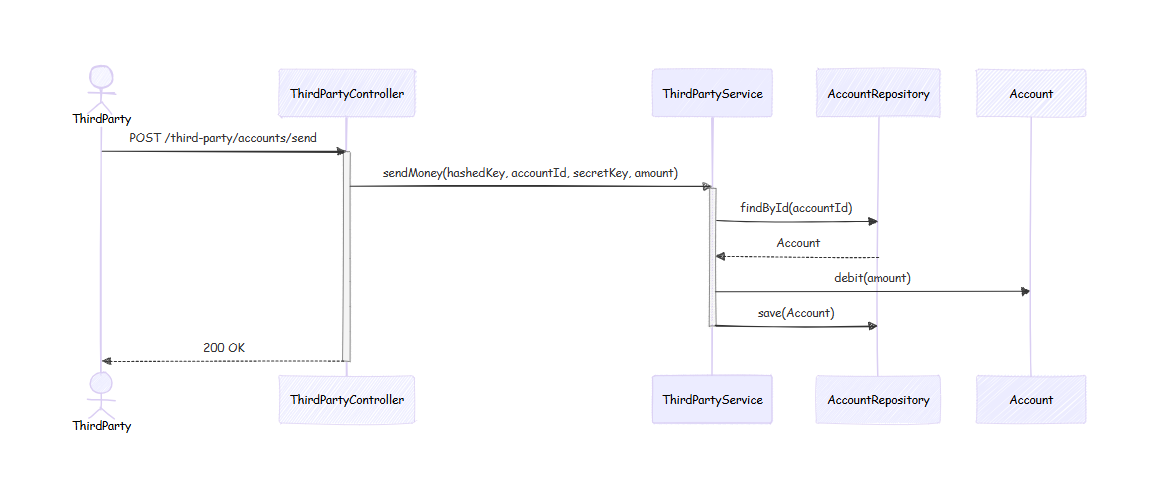 ThirdParty
ThirdPartyController
ThirdPartyService
AccountRepository
Account
POST /third-party/accounts/send
sendMoney(hashedKey, accountId, secretKey, amount)
findById(accountId)
Account
debit(amount)
save(Account)
200 OK
ThirdParty
ThirdPartyController
ThirdPartyService
AccountRepository
Account